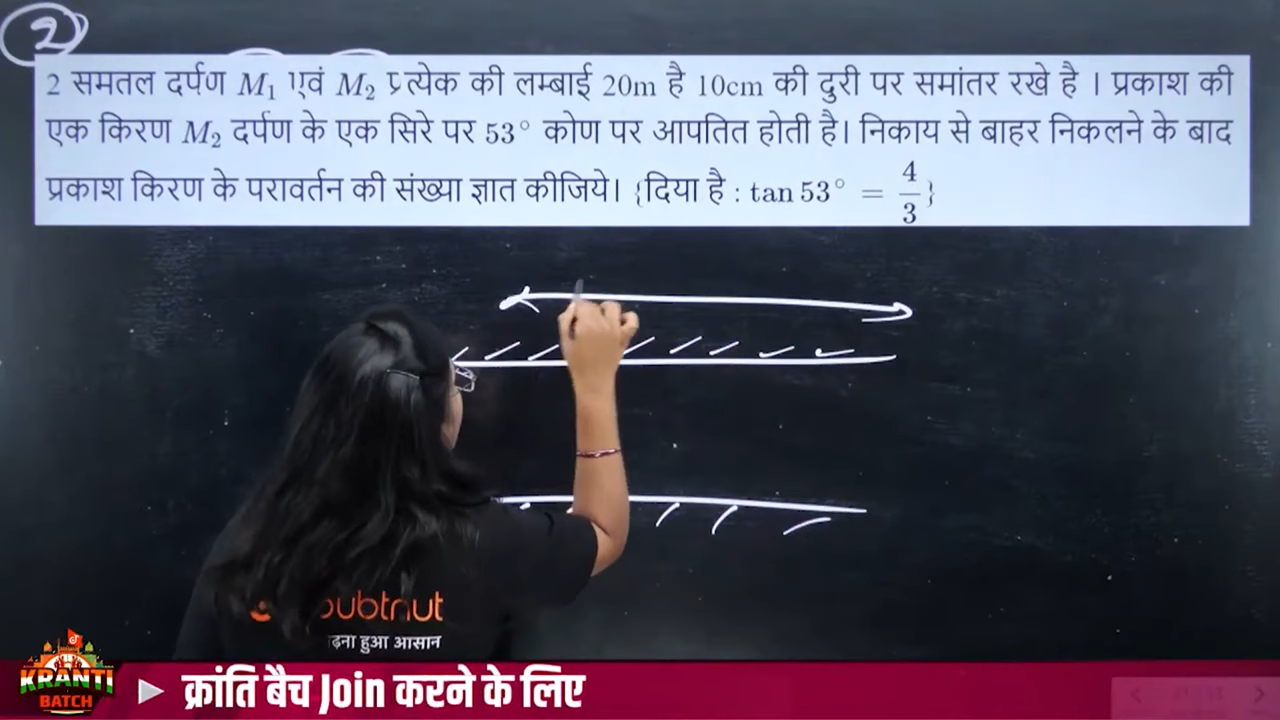 2
2 समतल दर्पण M₁ एवं M₂ प्रत्येक की लम्बाई 20m है 10cm की दुरी पर समांतर रखे है । प्रकाश की
एक किरण M₂ दर्पण के एक सिरे पर 53° कोण पर आपतित होती है। निकाय से बाहर निकलने के बाद
प्रकाश किरण के परावर्तन की संख्या ज्ञात कीजिये। {दिया है : tan 53° = 4/3}
oubtnut
ढ़ना हुआ आसान
KRANTI
BATCH
क्रांति बैच Join करने के लिए